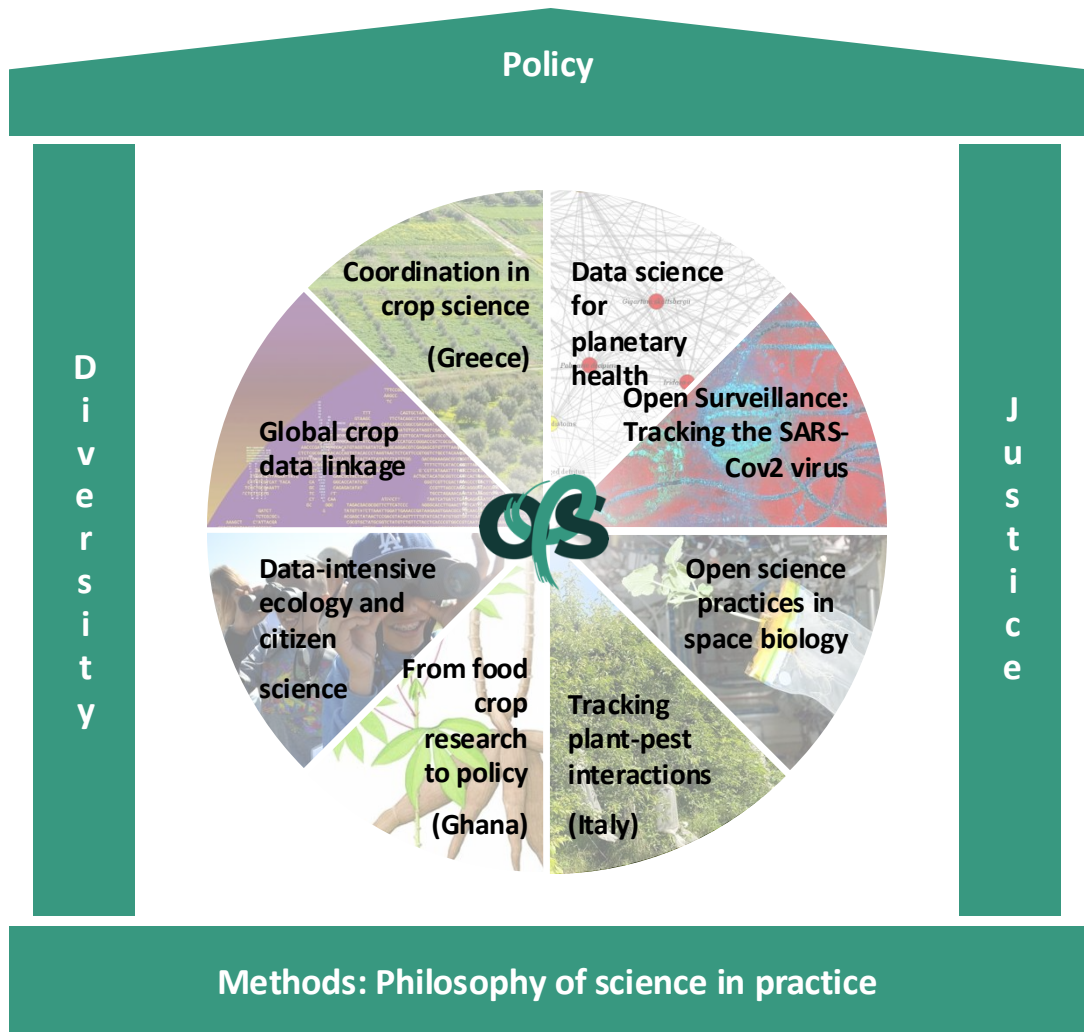 Policy
Diversity
Justice
Coordination in
crop science
(Greece)
Data science
for
planetary
health
Open Surveillance:
Tracking the SARS-
Cov2 virus
Global crop
data linkage
Open science
practices in
space biology
Data-intensive
ecology and
citizen
science
From food
crop
research
to policy
(Ghana)
Tracking
plant-pest
interactions
(Italy)
Methods: Philosophy of science in practice